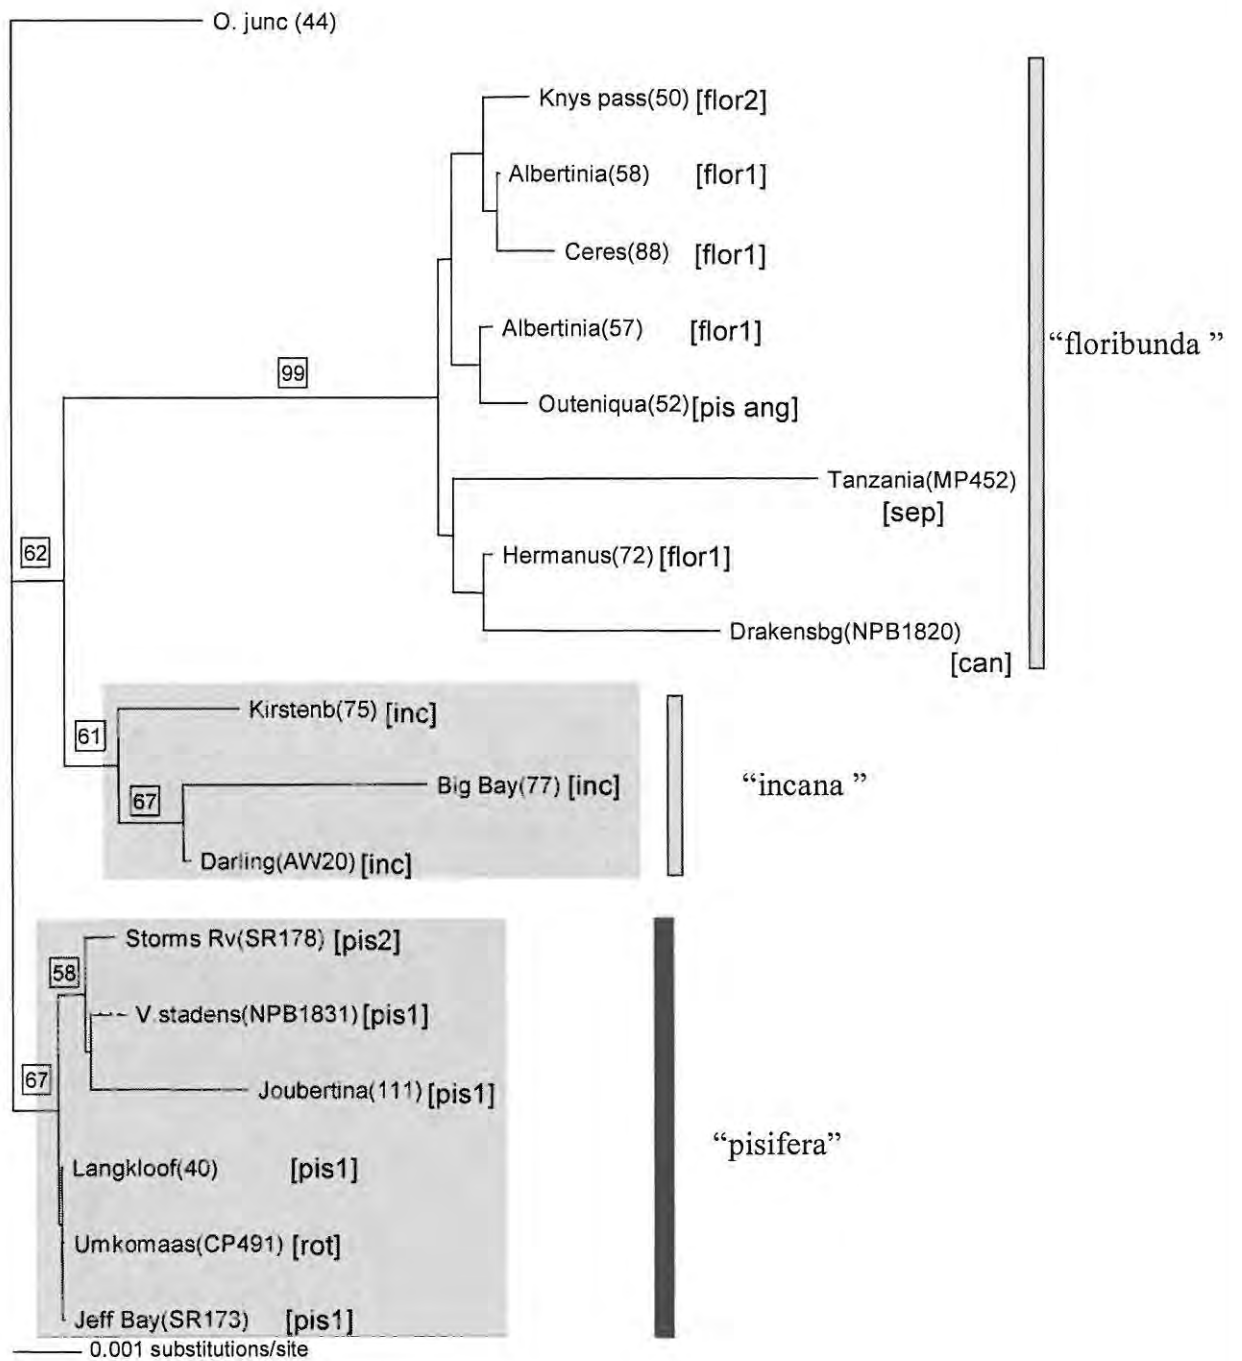 O. junc (44)
Knys pass(50) [flor2]
Albertinia(58) [flor1]
Ceres(88) [flor1]
Albertinia(57) [flor1]
"floribunda "
99
Outeniqua(52)[pis ang]
Tanzania(MP452)
[sep]
62
Hermanus(72) [flor1]
Drakensbg(NPB1820)
[can]
Kirstenb(75) [inc]
61
Big Bay(77) [inc]
"incana "
67
Darling(AW20) [inc]
Storms Rv(SR178) [pis2]
58
V.stadens(NPB1831) [pis1]
67
Joubertina(111) [pis1]
"pisifera"
Langkloof(40) [pis1]
Umkomaas(CP491) [rot]
Jeff Bay(SR173) [pis1]
0.001 substitutions/site